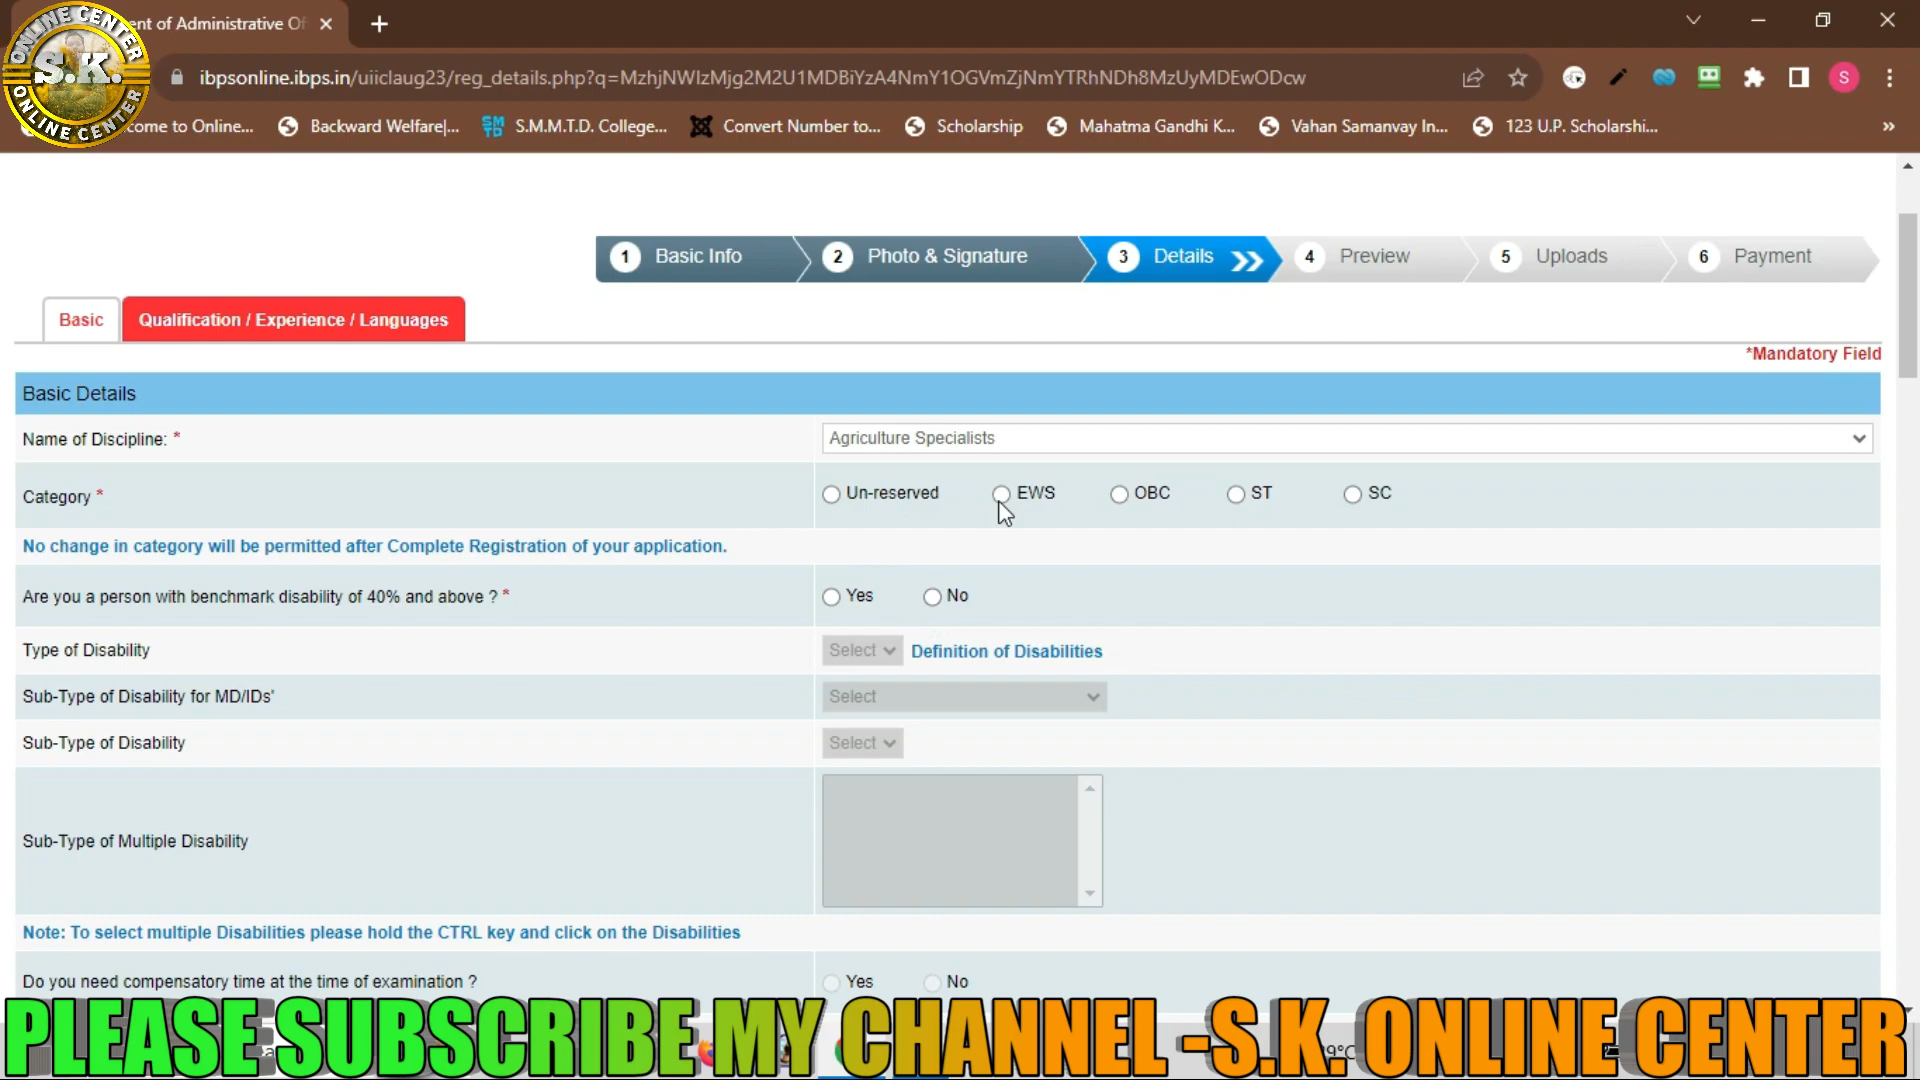 ent of Administrative Of
ONLINE CENTER
S.K.
ONLINE CENTER
ibpsonline.ibps.in/uiiclaug23/reg_details.php?q=MzhjNWIzMjg2M2U1MDBiYzA4NmY1OGVmZjNmYTRhNDh8MzUyMDEwODcw
S
come to Online...
Backward Welfare|...
S.M.M.T.D. College...
Convert Number to...
Scholarship
Mahatma Gandhi K...
Vahan Samanvay In...
123 U.P. Scholarshi...
»
1 Basic Info
2 Photo & Signature
3 Details
4 Preview
5 Uploads
6 Payment
Basic
Qualification / Experience / Languages
*Mandatory Field
Basic Details
Name of Discipline: * Agriculture Specialists
Category * Un-reserved EWS OBC ST SC
No change in category will be permitted after Complete Registration of your application.
Are you a person with benchmark disability of 40% and above ? * Yes No
Type of Disability Select Definition of Disabilities
Sub-Type of Disability for MD/IDs' Select
Sub-Type of Disability Select
Sub-Type of Multiple Disability
Note: To select multiple Disabilities please hold the CTRL key and click on the Disabilities
Do you need compensatory time at the time of examination ? Yes No
PLEASE SUBSCRIBE MY CHANNEL -S.K. ONLINE CENTER